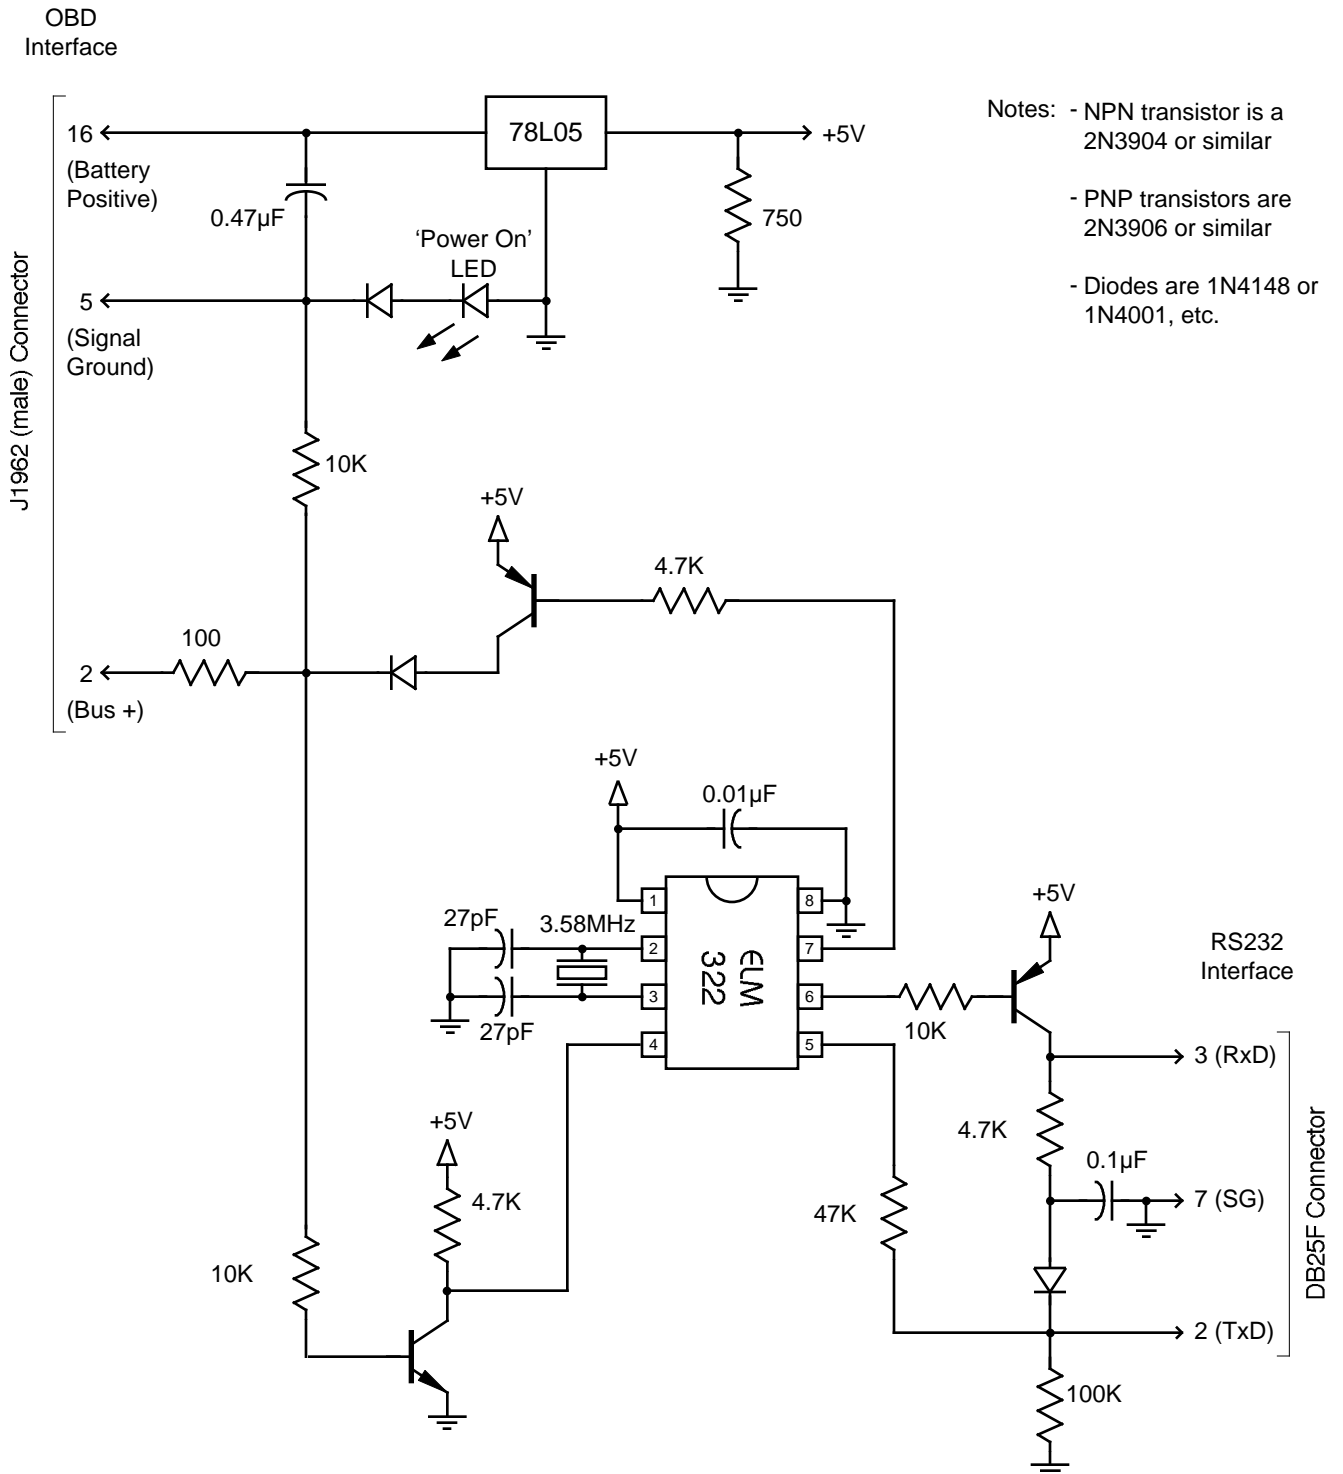 OBD
Interface
J1962 (male) Connector
16
(Battery
Positive)
0.47µF
78L05
+5V
750
'Power On'
LED
5
(Signal
Ground)
Notes: - NPN transistor is a
2N3904 or similar
- PNP transistors are
2N3906 or similar
- Diodes are 1N4148 or
1N4001, etc.
10K
+5V
4.7K
100
2
(Bus +)
+5V
0.01µF
1
2
3
4
8
7
6
5
ELM
322
27pF
3.58MHz
27pF
10K
+5V
RS232
Interface
3 (RxD)
4.7K
0.1µF
7 (SG)
47K
2 (TxD)
100K
DB25F Connector
+5V
4.7K
10K